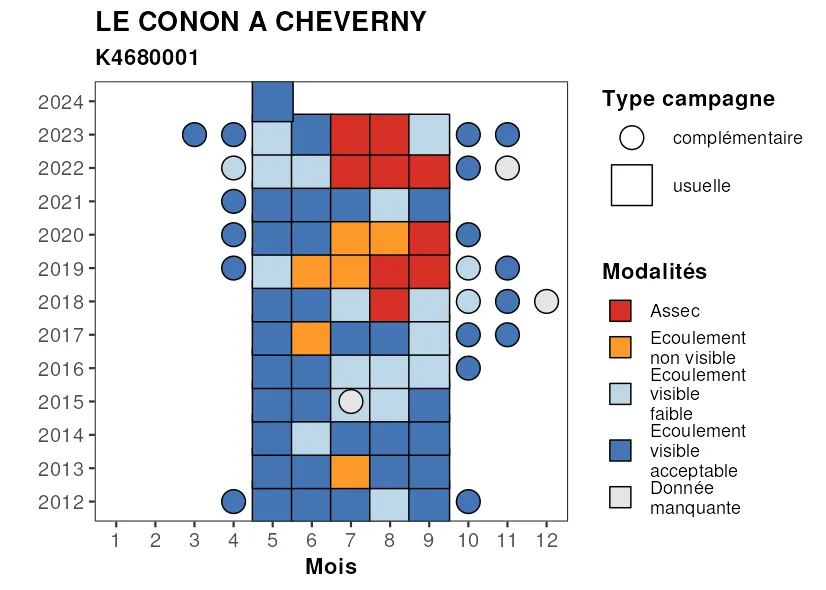 LE CONON A CHEVERNY
K4680001
2024
2023
2022
2021
2020
2019
2018
2017
2016
2015
2014
2013
2012
1 2 3 4 5 6 7 8 9 10 11 12
Mois
Type campagne
complémentaire
usuelle
Modalités
Assec
Ecoulement
non visible
Ecoulement
visible
faible
Ecoulement
visible
acceptable
Donnée
manquante